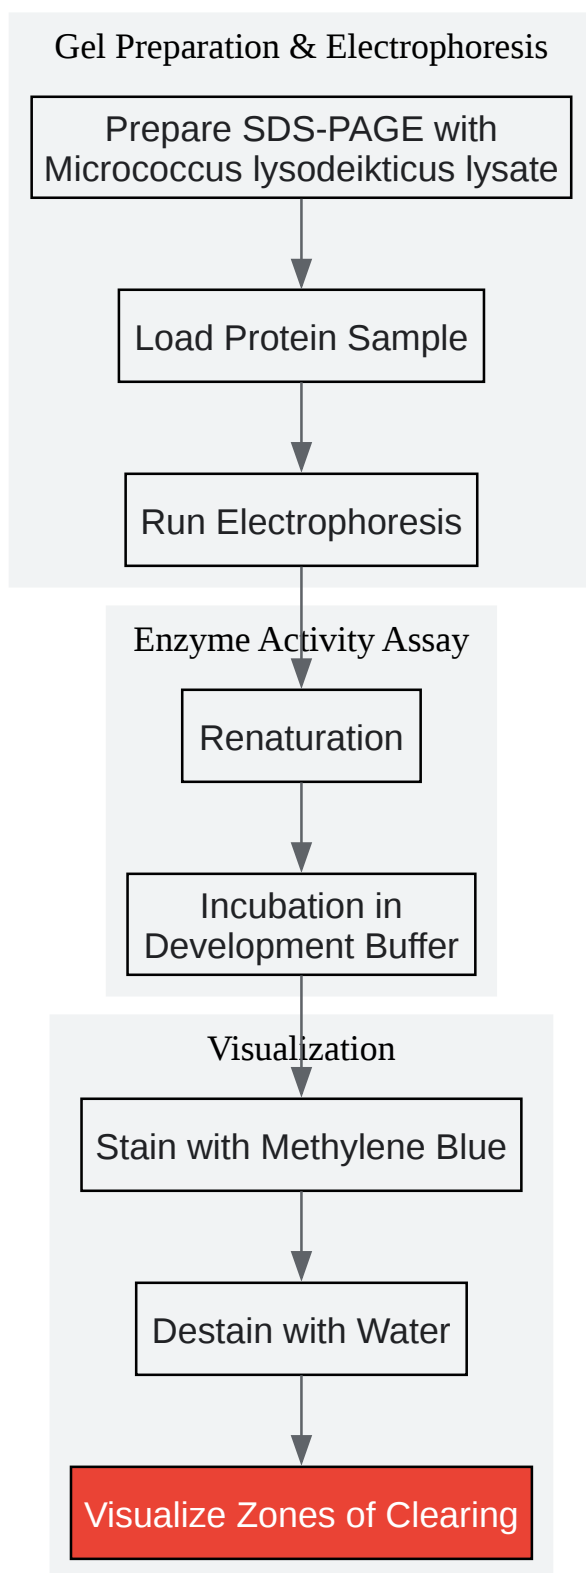 Gel Preparation & Electrophoresis
Prepare SDS-PAGE with
Micrococcus lysodeikticus lysate
Load Protein Sample
Run Electrophoresis
Enzyme Activity Assay
Renaturation
Incubation in
Development Buffer
Visualization
Stain with Methylene Blue
Destain with Water
Visualize Zones of Clearing